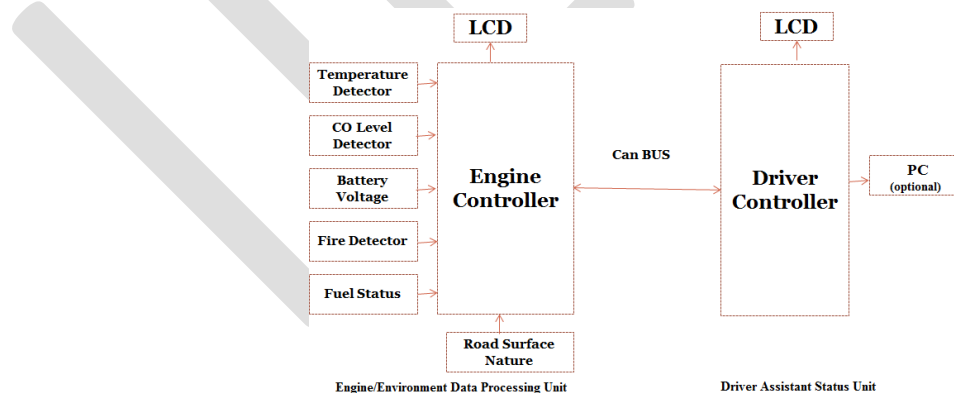 LCD
LCD
Temperature
Detector
CO Level
Detector
Battery
Voltage
Fire Detector
Fuel Status
Engine
Controller
Can BUS
Driver
Controller
PC
(optional)
Road Surface
Nature
Engine/Environment Data Processing Unit
Driver Assistant Status Unit